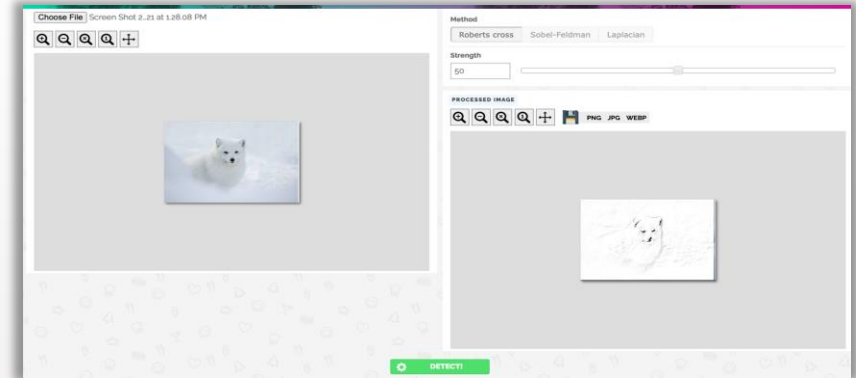 Choose File Screen Shot 2...21 at 1.28.08 PM
Method
Roberts cross Sobel-Feldman Laplacian
Strength
50
PROCESSED IMAGE
PNG JPG WEBP
DETECT!